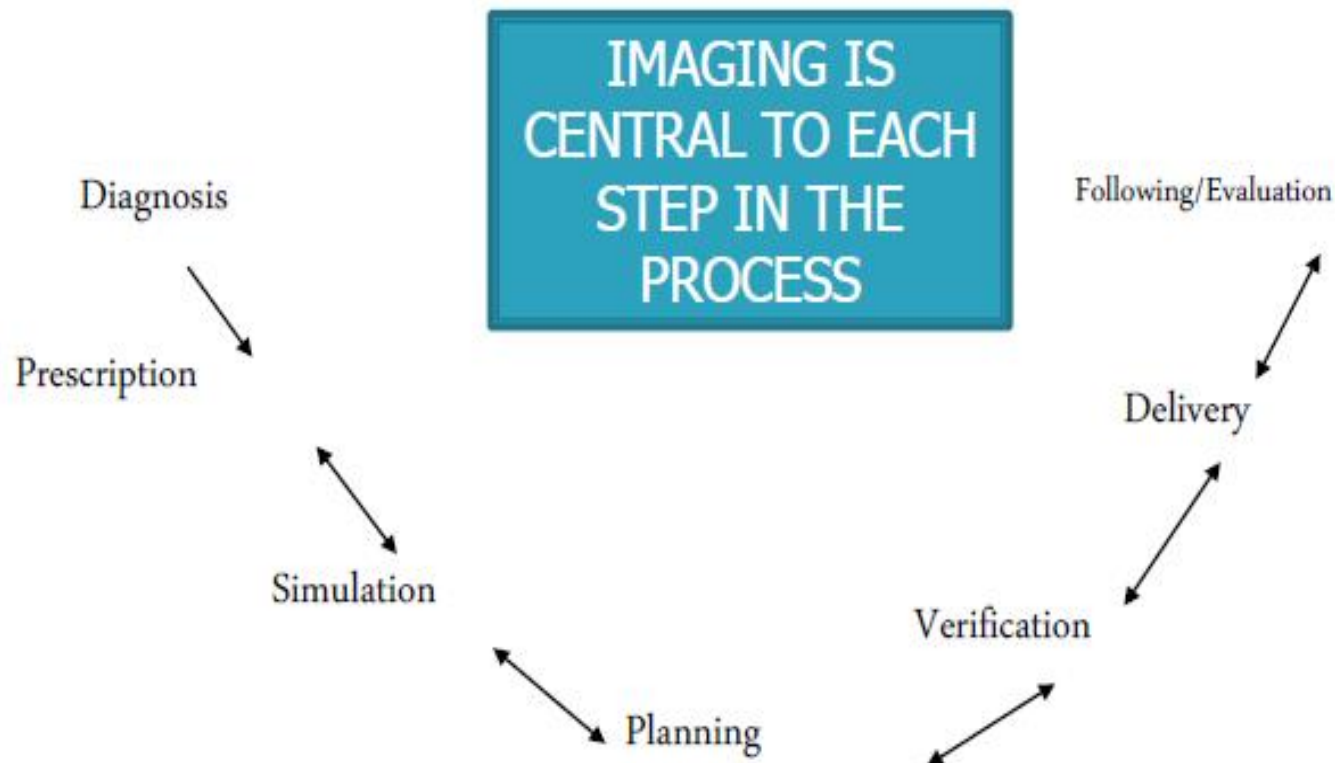 IMAGING IS
CENTRAL TO EACH
STEP IN THE
PROCESS
Diagnosis
Prescription
Simulation
Planning
Verification
Delivery
Following/Evaluation